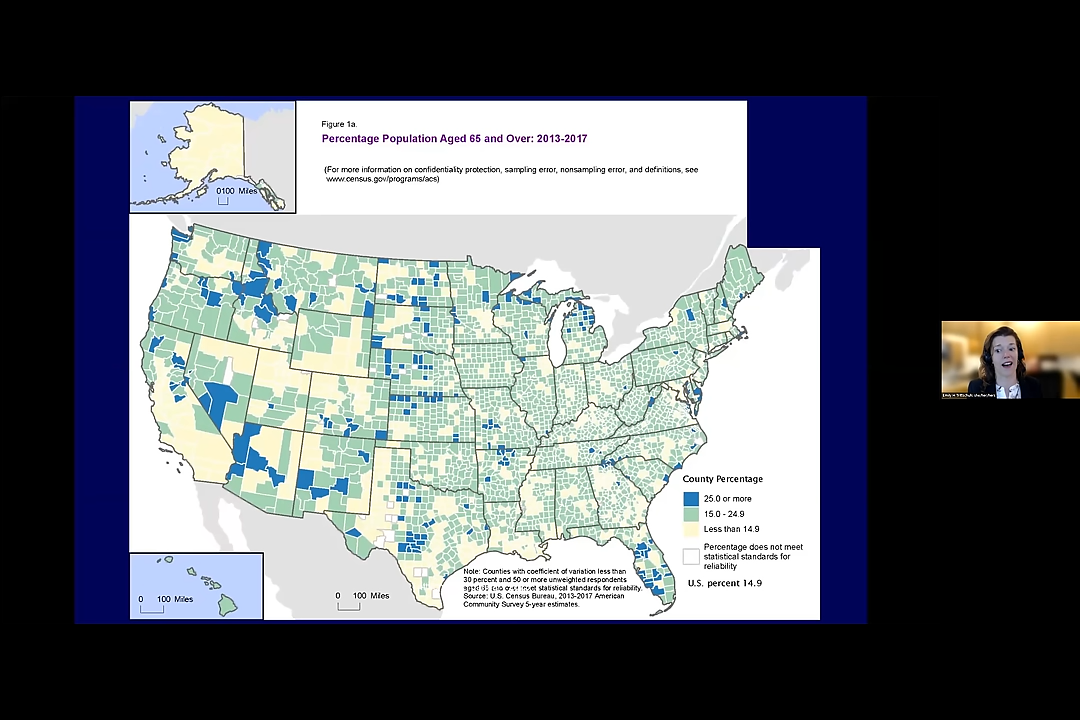 Figure 1a.
Percentage Population Aged 65 and Over: 2013-2017
(For more information on confidentiality protection, sampling error, nonsampling error, and definitions, see
www.census.gov/programs/acs)
0100 Miles
County Percentage
25.0 or more
15.0 - 24.9
Less than 14.9
Percentage does not meet
statistical standards for
reliability
U.S. percent 14.9
0 100 Miles
0 100 Miles
Note: Counties with coefficient of variation less than
30 percent and 50 or more unweighted respondents
aged 65 and over meet statistical standards for reliability.
Source: U.S. Census Bureau, 2013-2017 American
Community Survey 5-year estimates.